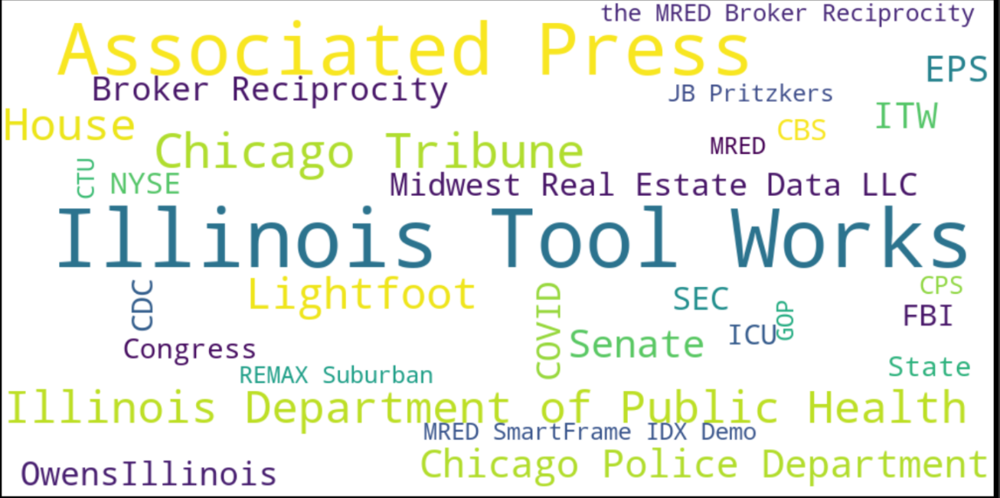 the MRED Broker Reciprocity
Associated Press
EPS
Broker Reciprocity
JB Pritzkers
House
ITW
CBS
Chicago Tribune
MRED
CTU
NYSE
Midwest Real Estate Data LLC
Illinois Tool Works
CDC
Lightfoot
COVID
SEC
CPS
GOP
FBI
ICU
Senate
Congress
State
REMAX Suburban
Illinois Department of Public Health
MRED SmartFrame IDX Demo
Chicago Police Department
OwensIllinois